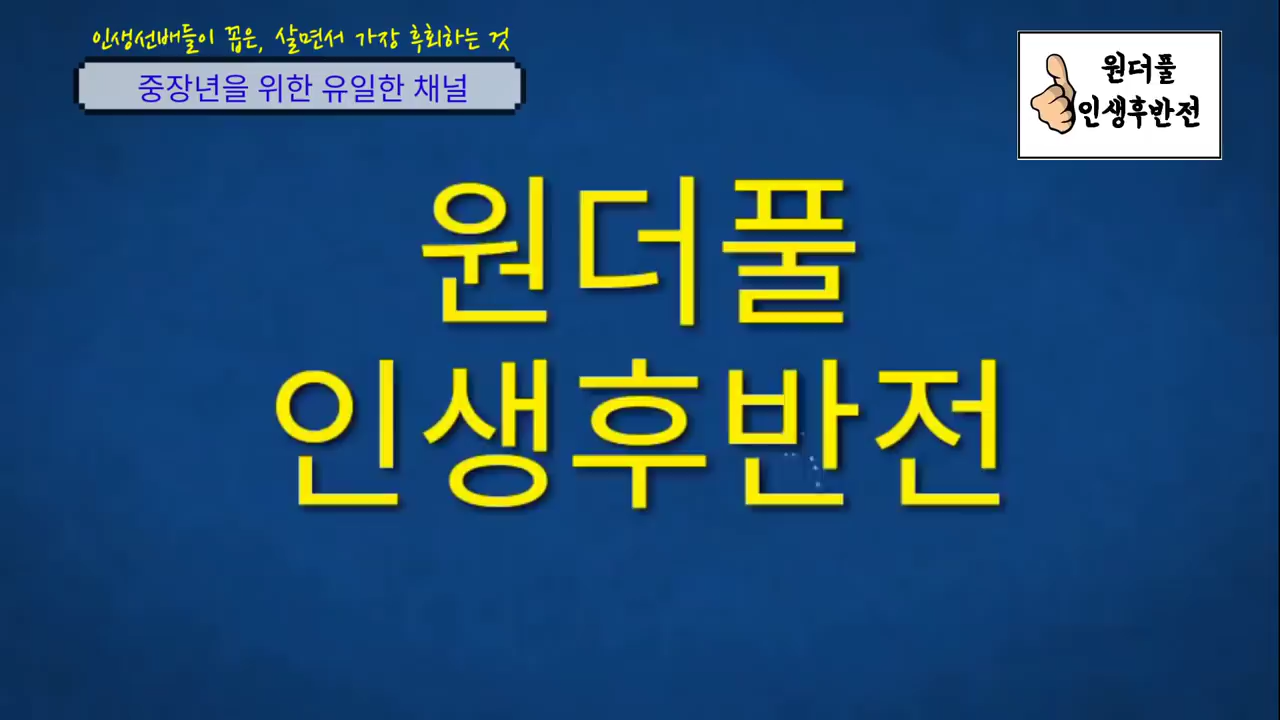 인생선배들이 꼽은, 살면서 가장 후회하는 것
중장년을 위한 유일한 채널
원더풀
인생후반전
원더풀
인생후반전